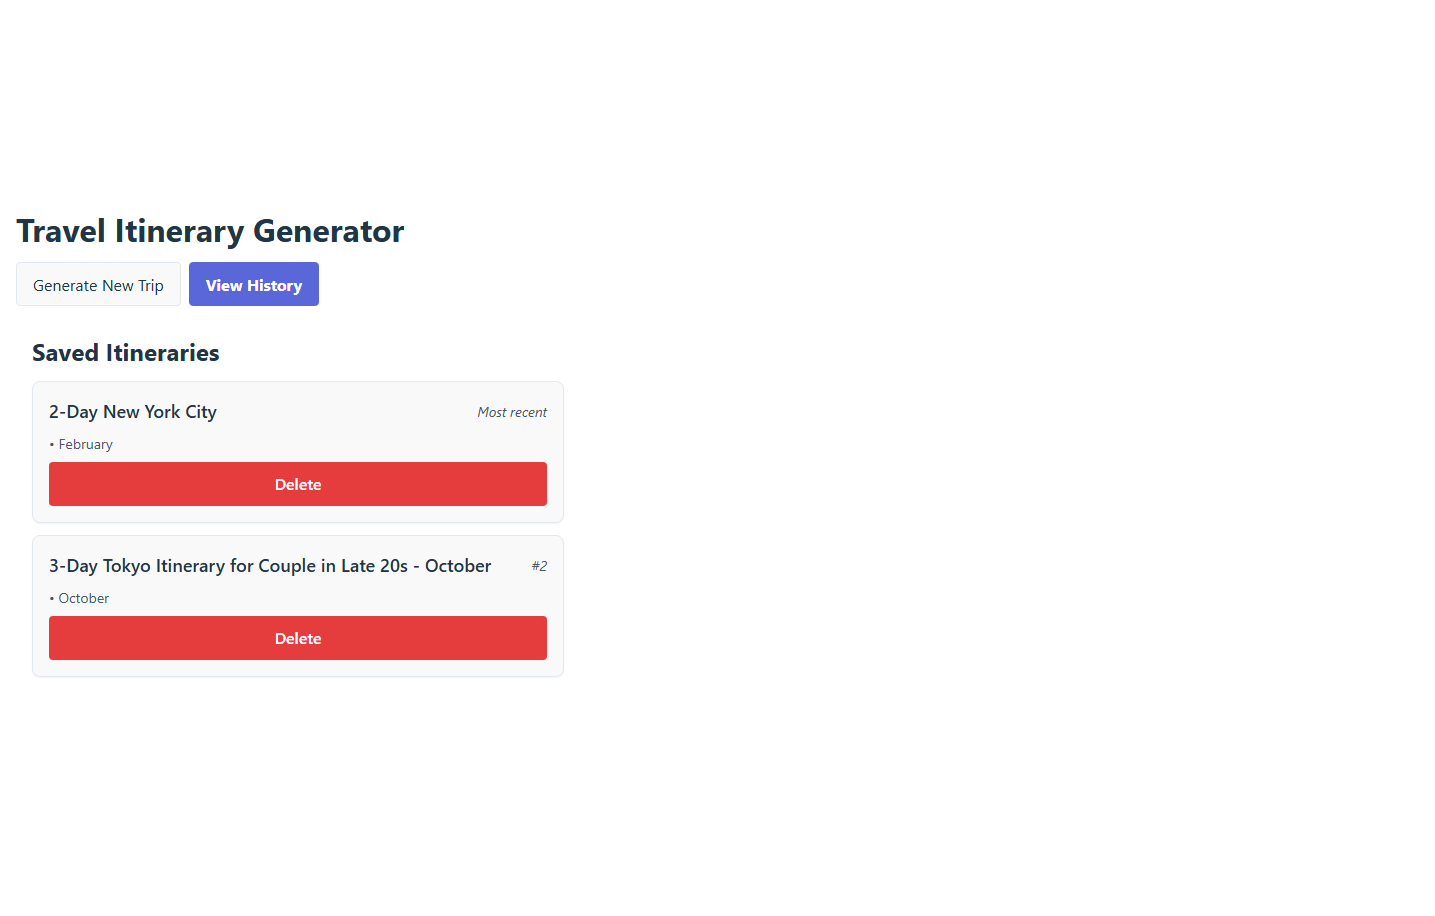 Travel Itinerary Generator
Generate New Trip View History
Saved Itineraries
2-Day New York City Most recent
• February
Delete
3-Day Tokyo Itinerary for Couple in Late 20s - October #2
• October
Delete